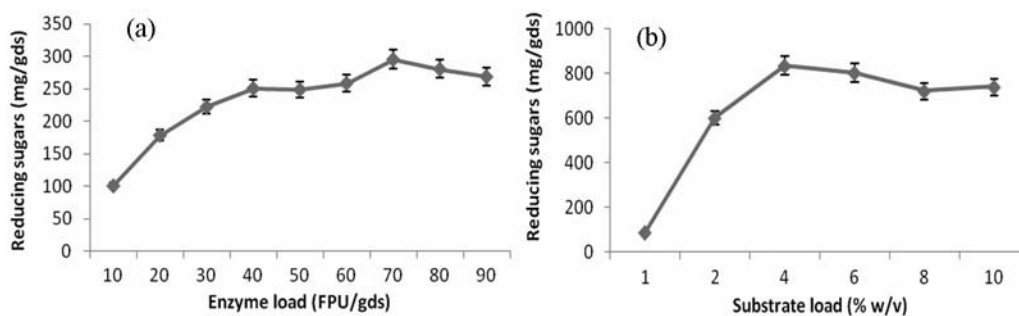 (a)
Reducing sugars (mg/gds)
350
300
250
200
150
100
50
0
10 20 30 40 50 60 70 80 90
Enzyme load (FPU/gds)
(b)
Reducing sugars (mg/gds)
1000
800
600
400
200
0
1 2 4 6 8 10
Substrate load (% w/v)